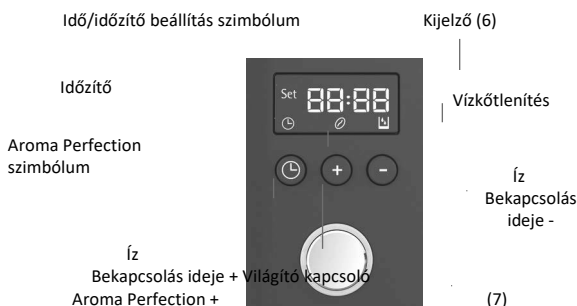 Idő/időzítő beállítás szimbólum
Kijelző (6)
Időzítő
Set 88:88
Vízkőtlenítés
Aroma Perfection
szimbólum
+ -
Íz
Bekapcsolás
ideje -
Íz
Bekapcsolás ideje + Világító kapcsoló
Aroma Perfection +
(7)